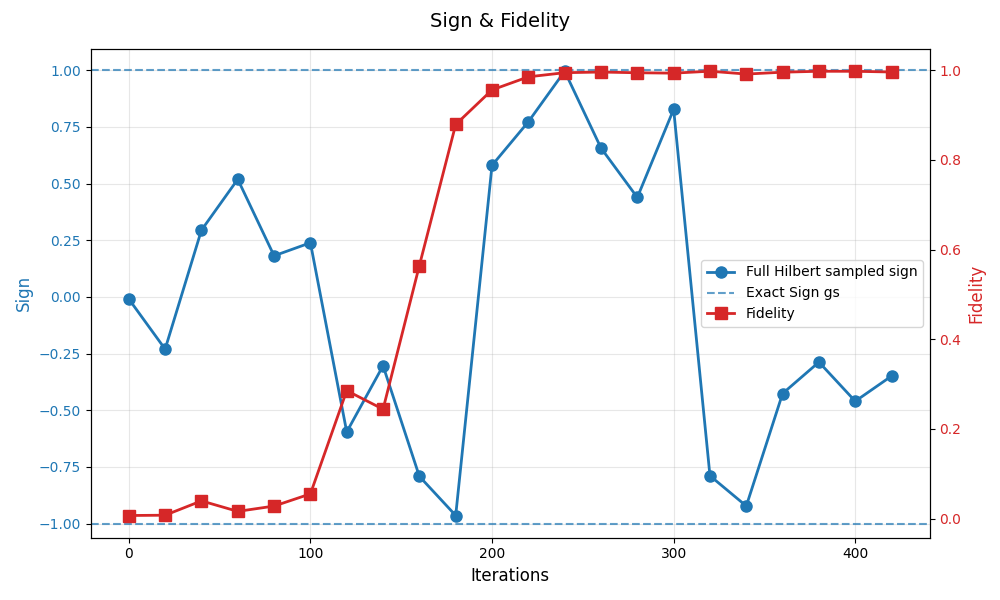 Sign & Fidelity
1.00
0.75
0.50
0.25
0.00
−0.25
−0.50
−0.75
−1.00
Sign
1.0
0.8
0.6
0.4
0.2
0.0
Fidelity
Full Hilbert sampled sign
Exact Sign gs
Fidelity
0 100 200 300 400
Iterations